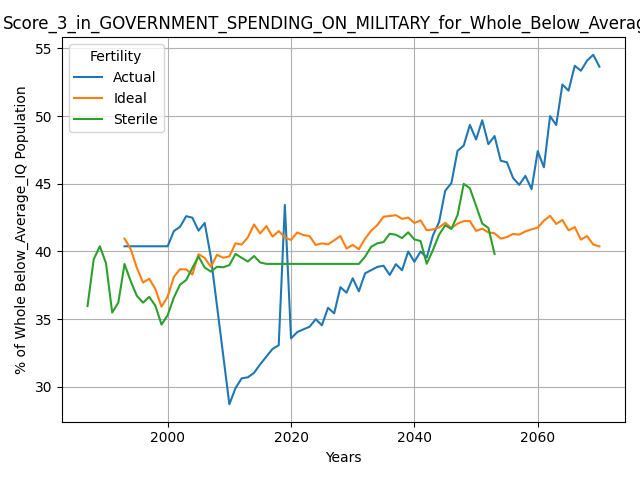 Score_3_in_GOVERNMENT_SPENDING_ON_MILITARY_for_Whole_Below_Averag
Fertility
Actual
Ideal
Sterile
55
50
45
40
35
30
% of Whole Below_Average_IQ Population
2000
2020
2040
2060
Years